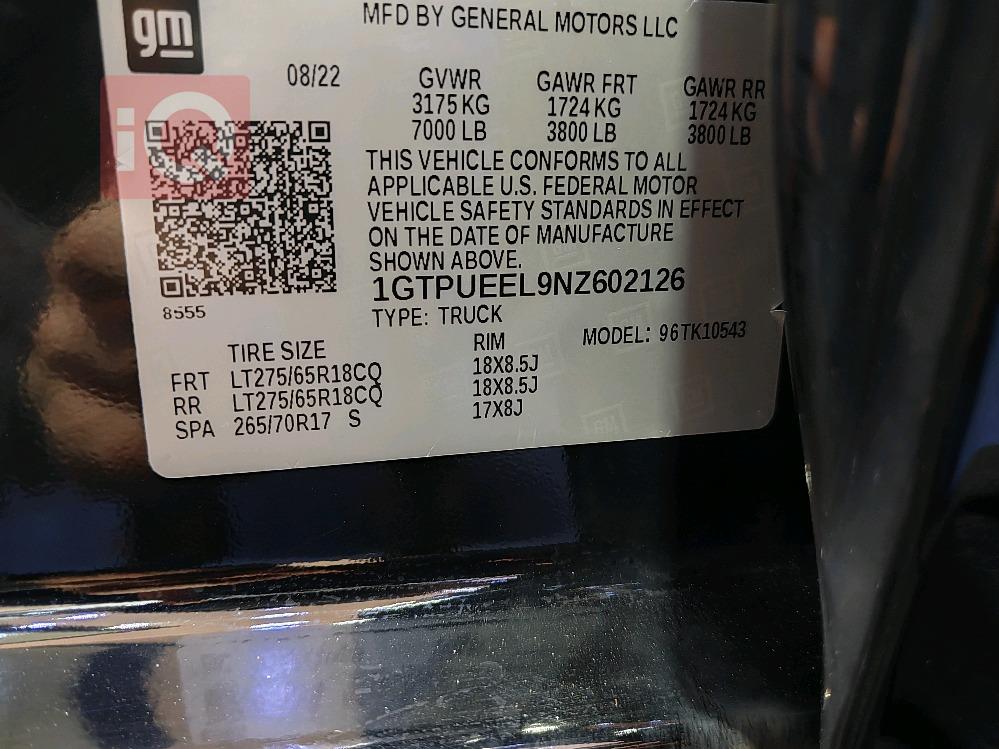 gm
MFD BY GENERAL MOTORS LLC
08/22
GVWR GAWR FRT GAWR RR
3175 KG 1724 KG 1724 KG
7000 LB 3800 LB 3800 LB
iQ
THIS VEHICLE CONFORMS TO ALL
APPLICABLE U.S. FEDERAL MOTOR
VEHICLE SAFETY STANDARDS IN EFFECT
ON THE DATE OF MANUFACTURE
SHOWN ABOVE.
1GTPUEEL9NZ602126
8555
TYPE: TRUCK
MODEL: 96TK10543
TIRE SIZE RIM
FRT LT275/65R18CQ 18X8.5J
RR LT275/65R18CQ 18X8.5J
SPA 265/70R17 S 17X8J